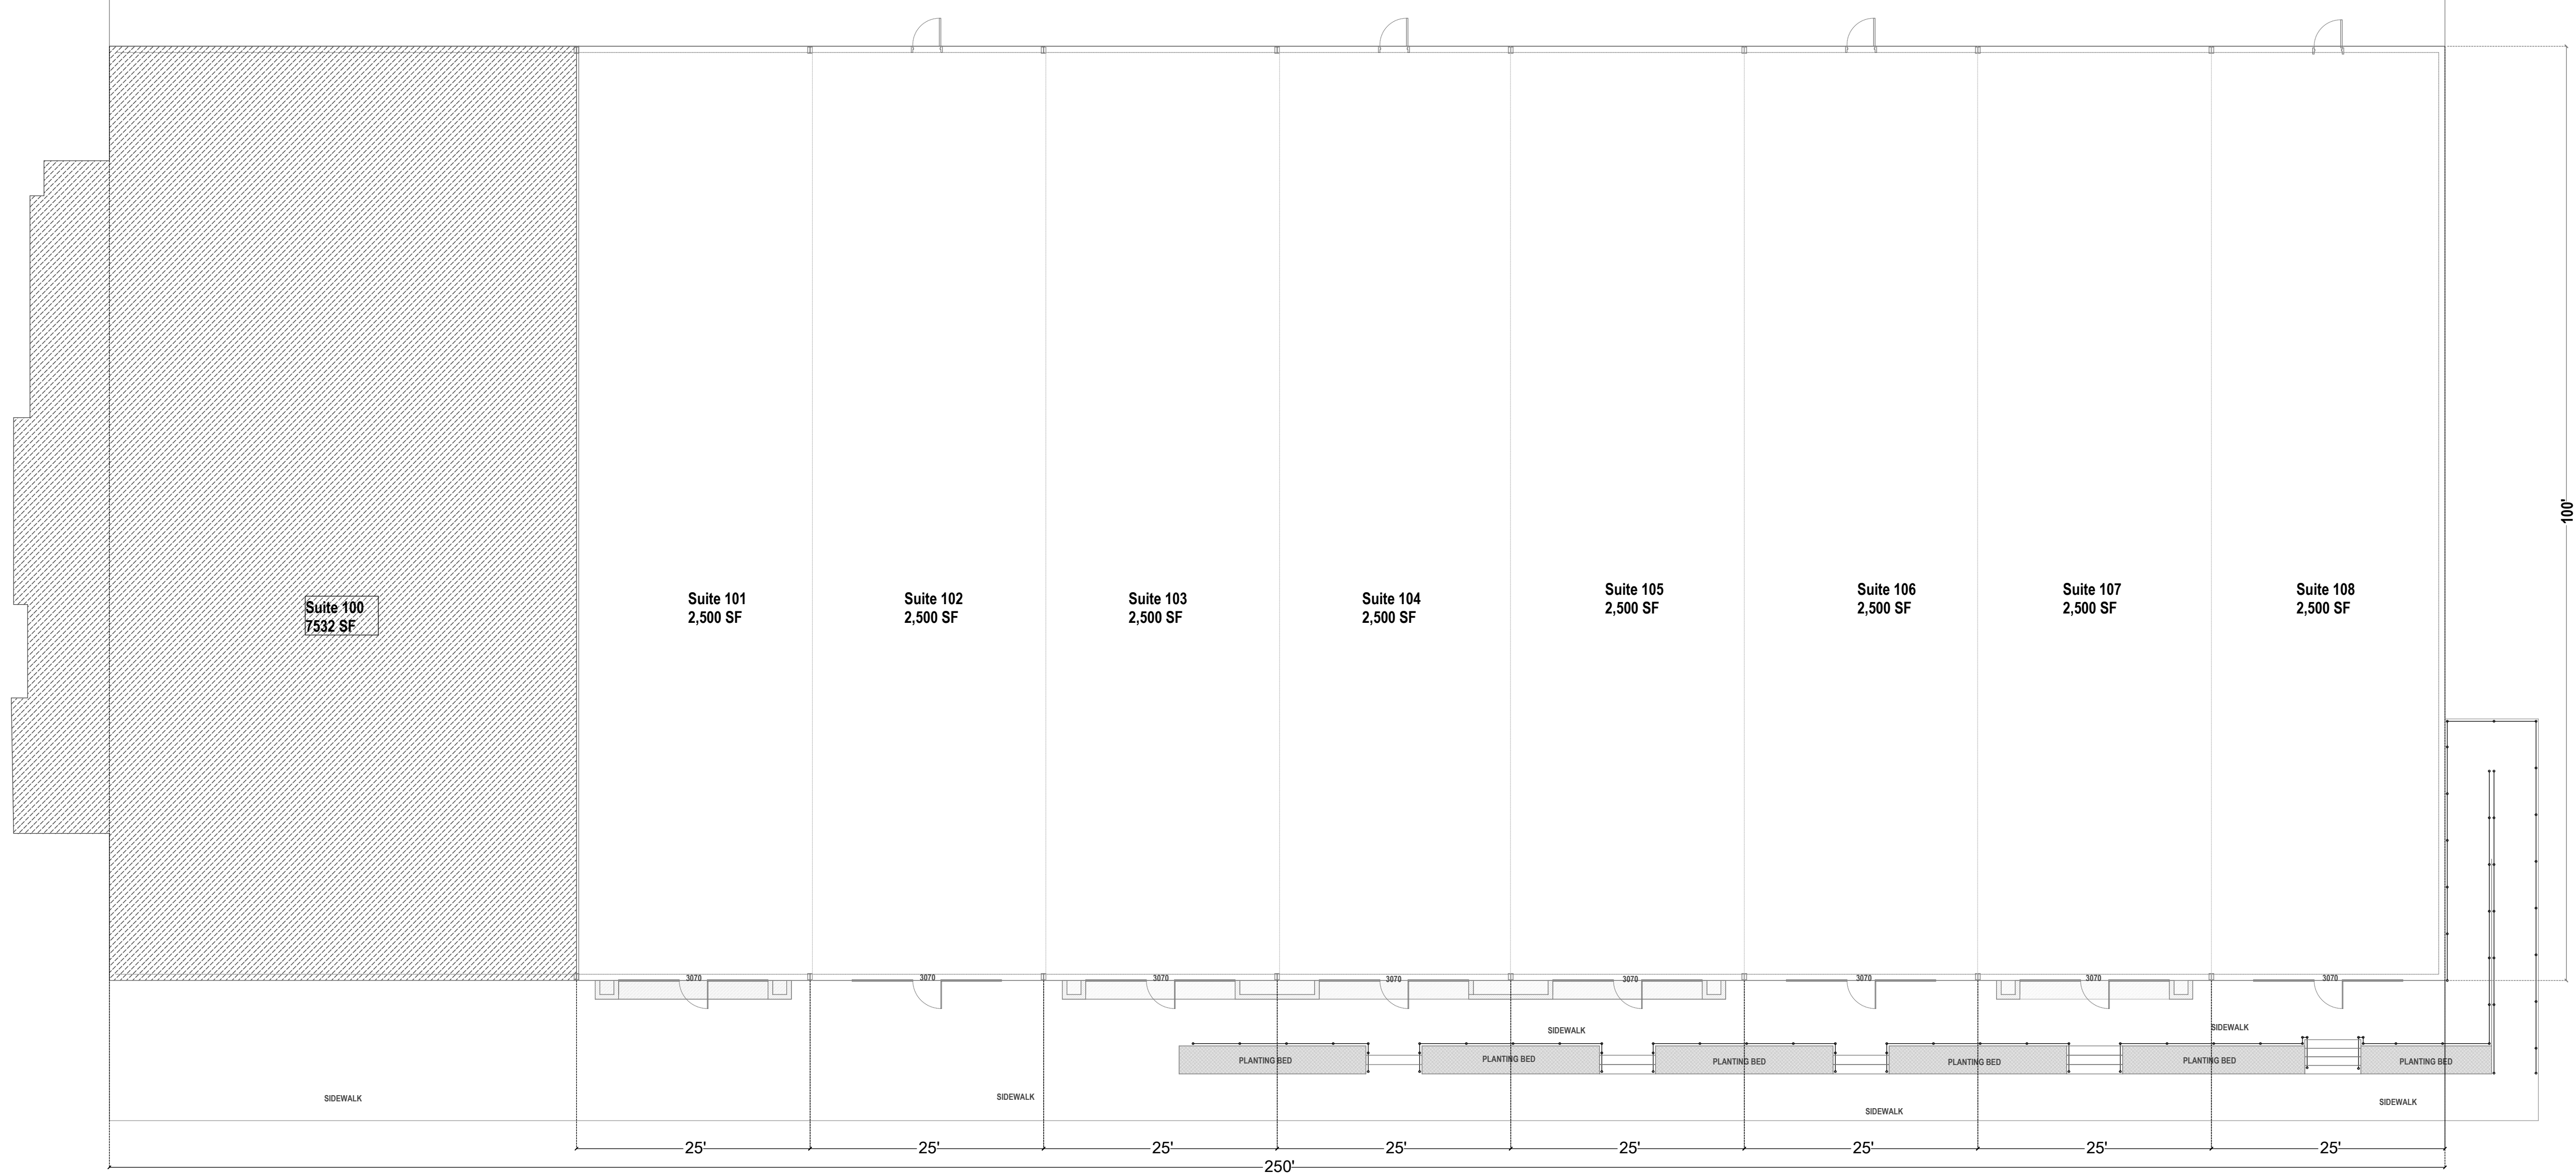 100'
Suite 105
2,500 SF
Suite 106
2,500 SF
Suite 107
2,500 SF
Suite 108
2,500 SF
Suite 101
2,500 SF
Suite 102
2,500 SF
Suite 103
2,500 SF
Suite 104
2,500 SF
Suite 100
7532 SF
3070
3070
3070
3070
3070
3070
3070
3070
SIDEWALK
SIDEWALK
PLANTING BED
PLANTING BED
PLANTING BED
PLANTING BED
PLANTING BED
PLANTING BED
SIDEWALK
SIDEWALK
SIDEWALK
SIDEWALK
25'
25'
25'
25'
25'
25'
25'
25'
250'